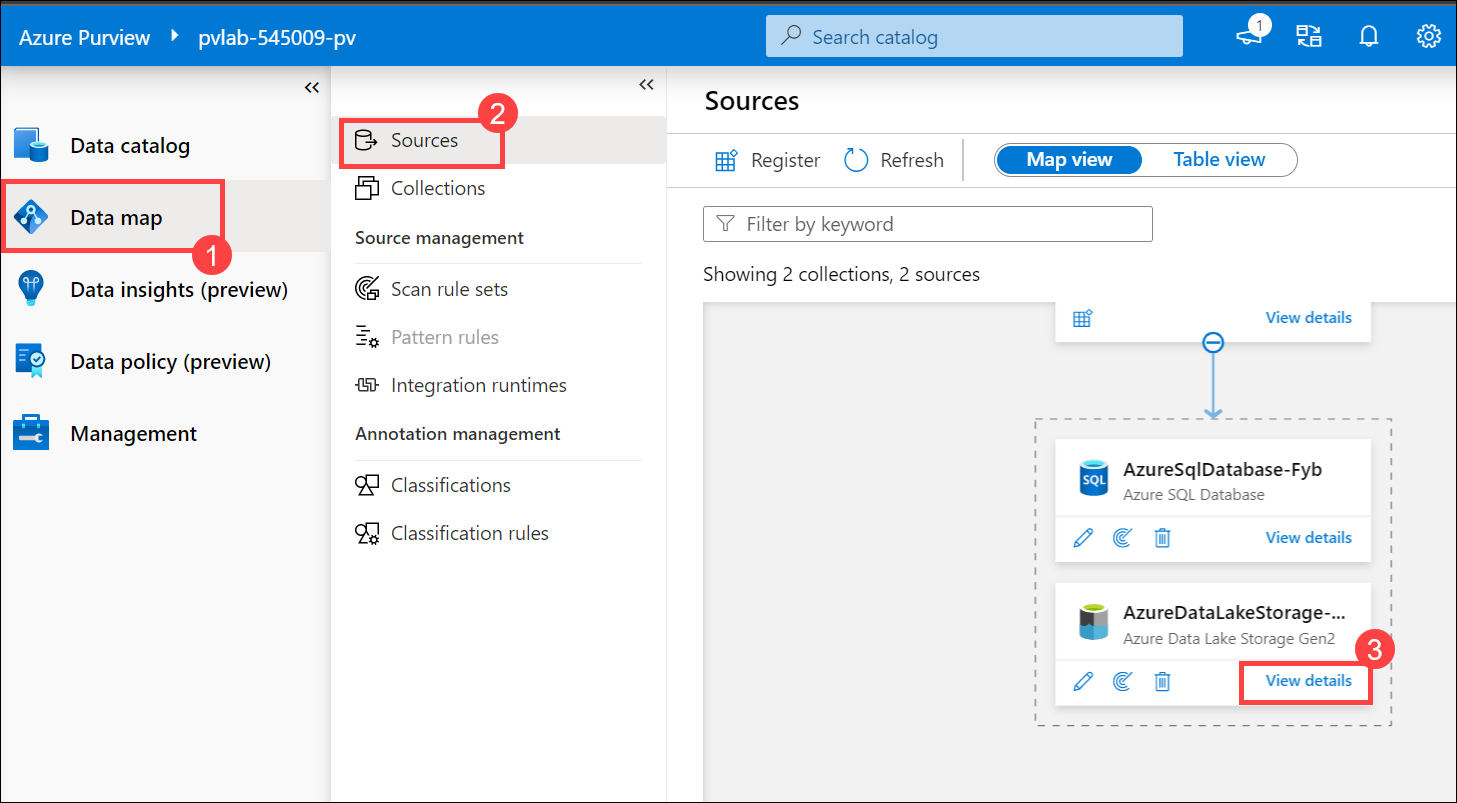 Azure Purview pvlab-545009-pv
Search catalog
1
Data catalog
Data map
1
Data insights (preview)
Data policy (preview)
Management
Sources
2
Collections
Source management
Scan rule sets
Pattern rules
Integration runtimes
Annotation management
Classifications
Classification rules
Sources
Register Refresh Map view Table view
Filter by keyword
Showing 2 collections, 2 sources
View details
SQL
AzureSqlDatabase-Fyb
Azure SQL Database
View details
AzureDataLakeStorage-...
Azure Data Lake Storage Gen2
3
View details